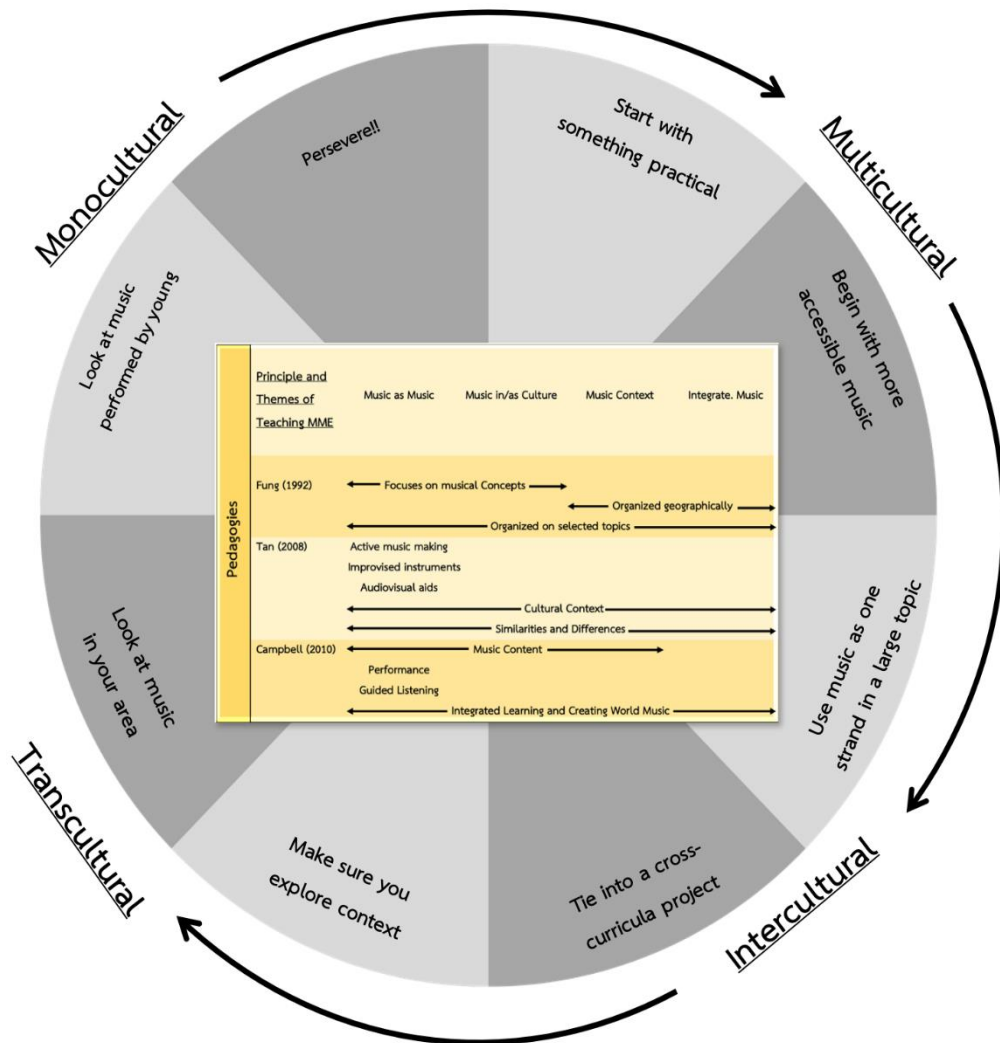 Monocultural
Multicultural
Intercultural
Transcultural
Persevere!!
Start with
something practical
Begin with more
accessible music
Use music as one
strand in a large topic
Tie into a cross-
curricula project
Make sure you
explore context
Look at music
in your area
Look at music
performed by young
Pedagogies
Principle and
Themes of
Teaching MME
Music as Music
Music in/as Culture
Music Context
Integrate. Music
Fung (1992)
Focuses on musical Concepts
Organized geographically
Organized on selected topics
Tan (2008)
Active music making
Improvised instruments
Audiovisual aids
Cultural Context
Similarities and Differences
Campbell (2010)
Music Content
Performance
Guided Listening
Integrated Learning and Creating World Music